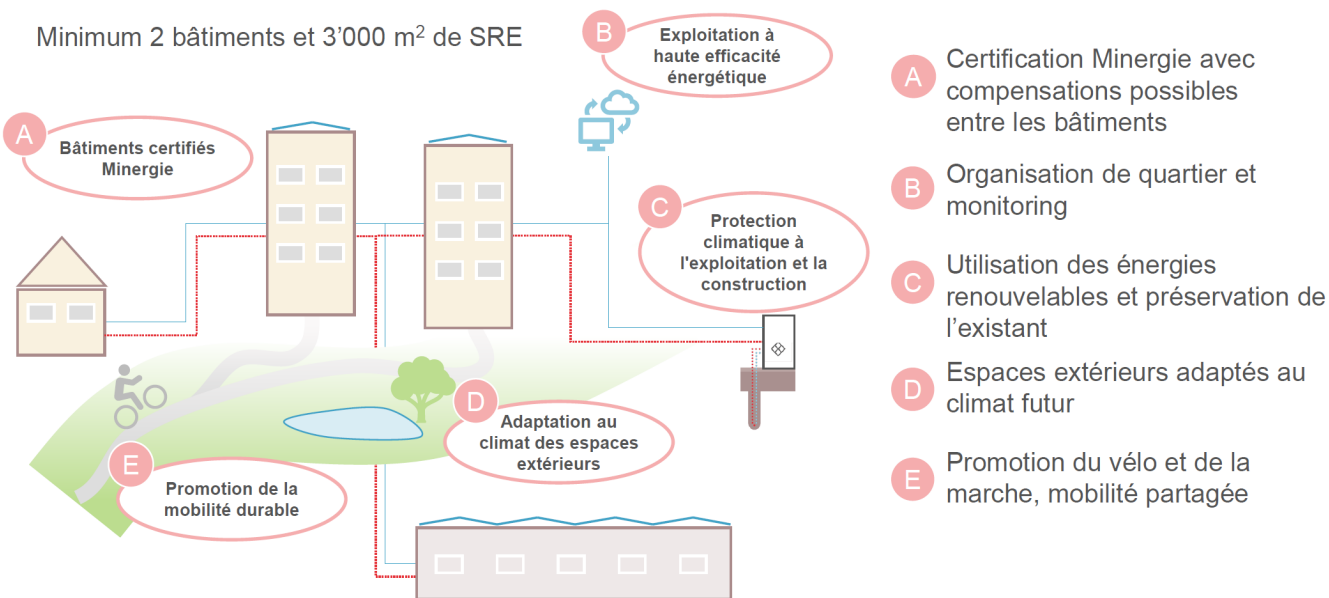 Minimum 2 bâtiments et 3’000 m² de SRE
A
Bâtiments certifiés
Minergie
B
Exploitation à
haute efficacité
énergétique
C
Protection
climatique à
l'exploitation et la
construction
D
Adaptation au
climat des espaces
extérieurs
E
Promotion de la
mobilité durable
A
Certification Minergie avec
compensations possibles
entre les bâtiments
B
Organisation de quartier et
monitoring
C
Utilisation des énergies
renouvelables et préservation de
l’existant
D
Espaces extérieurs adaptés au
climat futur
E
Promotion du vélo et de la
marche, mobilité partagée